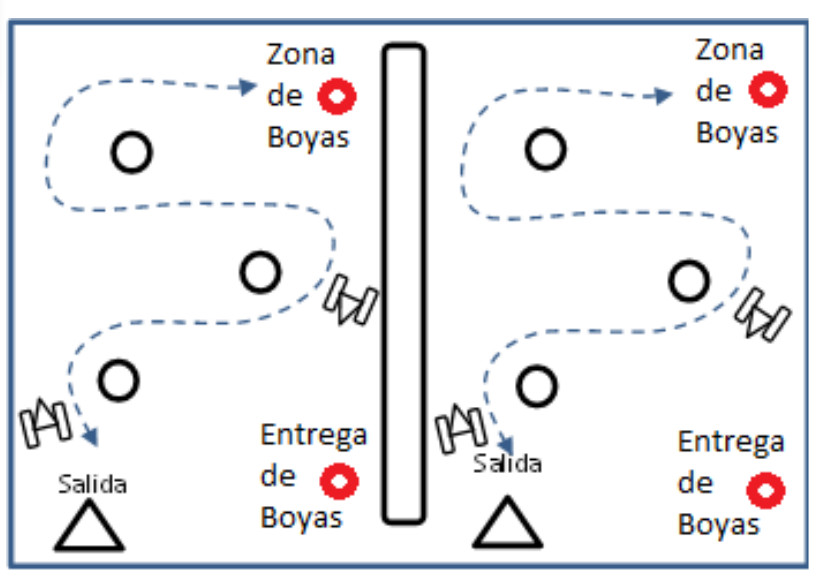 Zona
de
Boyas
Zona
de
Boyas
Entrega
de
Boyas
Salida
Entrega
de
Boyas
Salida